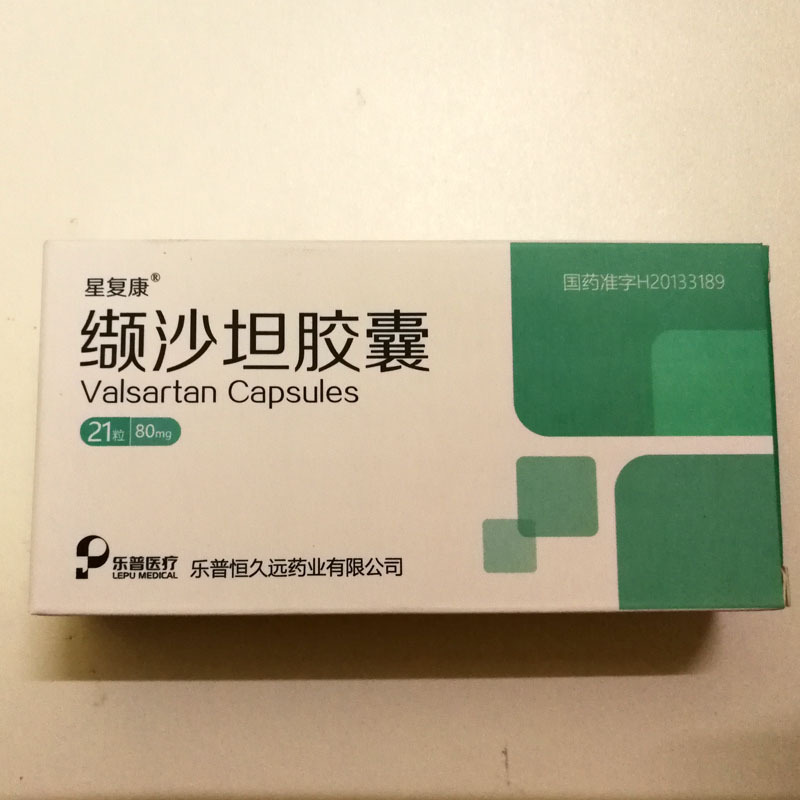 星复康®
国药准字H20133189
缬沙坦胶囊
Valsartan Capsules
21粒 80mg
乐普医疗
LEPU MEDICAL
乐普恒久远药业有限公司